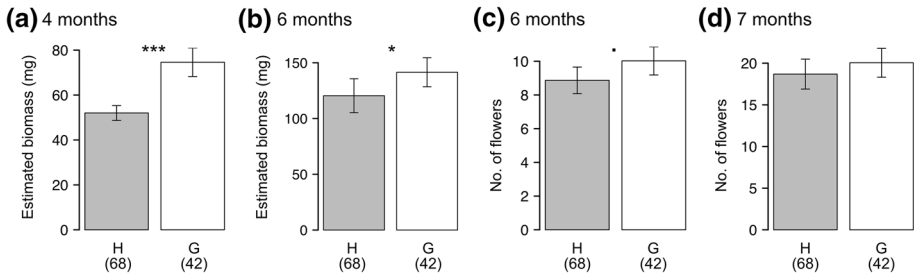 (a) 4 months
***
Estimated biomass (mg)
80
60
40
20
0
H
(68)
G
(42)
(b) 6 months
*
Estimated biomass (mg)
150
100
50
0
H
(68)
G
(42)
(c) 6 months
.
No. of flowers
10
8
6
4
2
0
H
(68)
G
(42)
(d) 7 months
No. of flowers
20
15
10
5
0
H
(68)
G
(42)